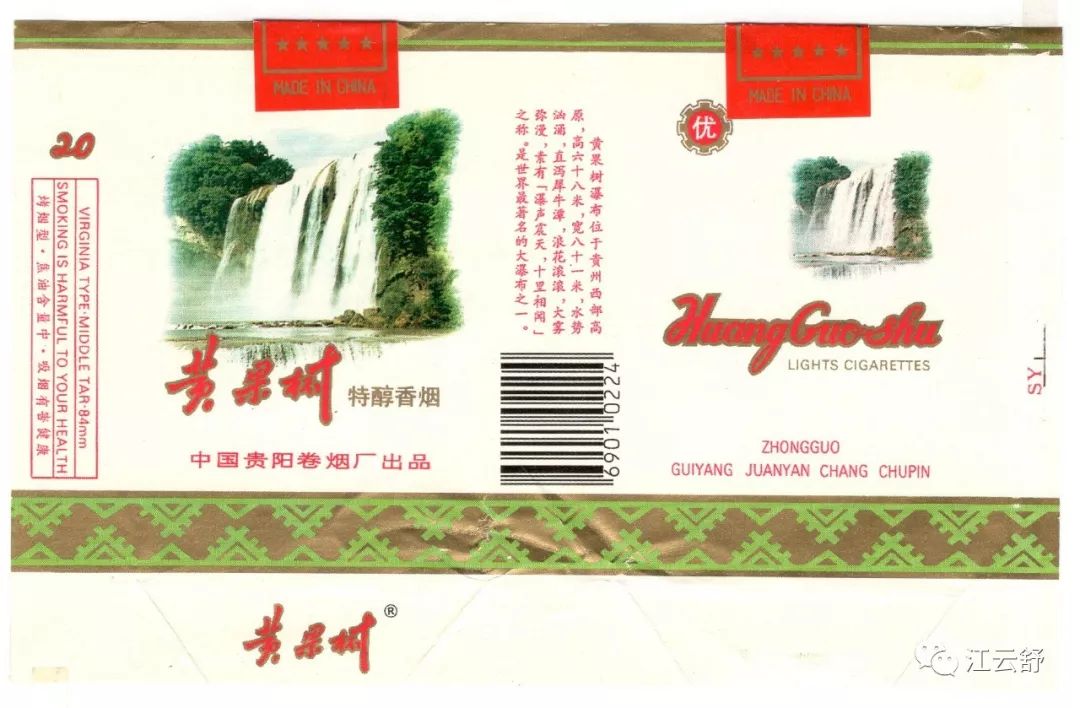 20
VIRGINIA TYPE·MIDDLE TAR·84mm
SMOKING IS HARMFUL TO YOUR HEALTH
烤烟型·焦油含量中·吸烟有害健康
MADE IN CHINA
黄果树
特醇香烟
中国贵阳卷烟厂出品
黄果树瀑布位于贵州西部高
原,高六十八米,宽八十一米,水势
汹涌,直泻犀牛潭,浪花滚滚,大雾
弥漫,素有「瀑声震天,十里相闻」
之称。是世界最著名的大瀑布之一。
6901 0224
MADE IN CHINA
优
Huang Guo shu
LIGHTS CIGARETTES
ZHONGGUO
GUIYANG JUANYAN CHANG CHUPIN
SY
黄果树®
江云舒